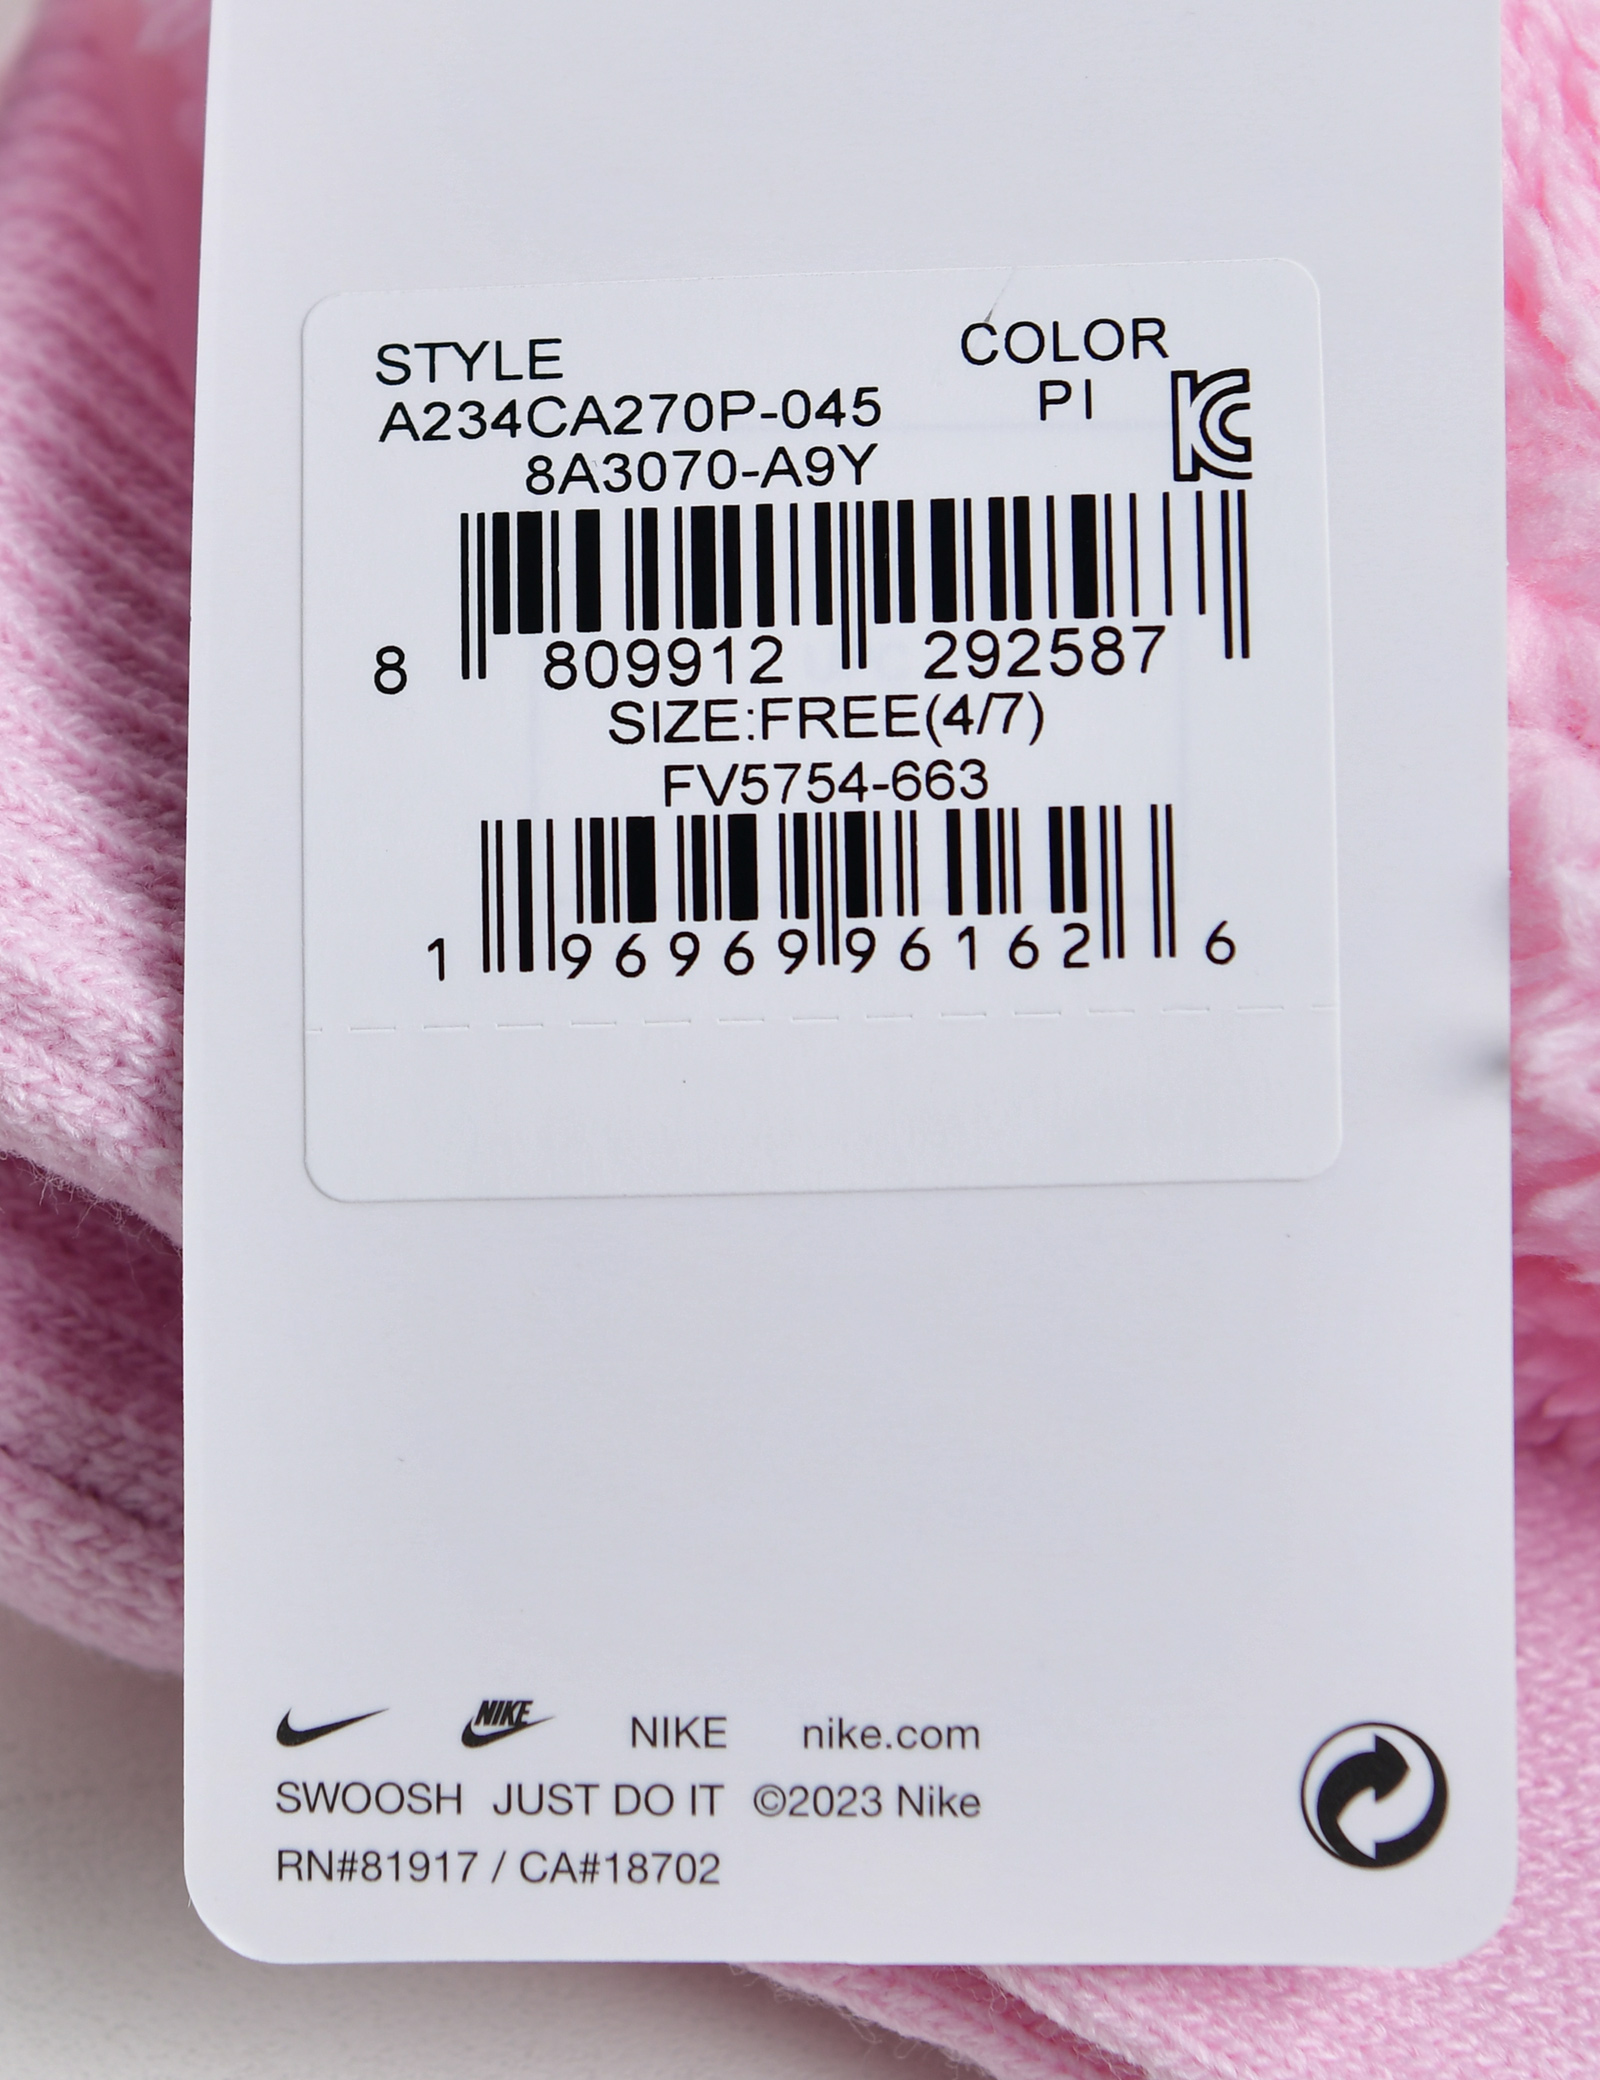 STYLE COLOR
A234CA270P-045 PI
8A3070-A9Y
8 809912 292587
SIZE:FREE(4/7)
FV5754-663
1 96969 96162 6
NIKE NIKE nike.com
SWOOSH JUST DO IT ©2023 Nike
RN#81917 / CA#18702